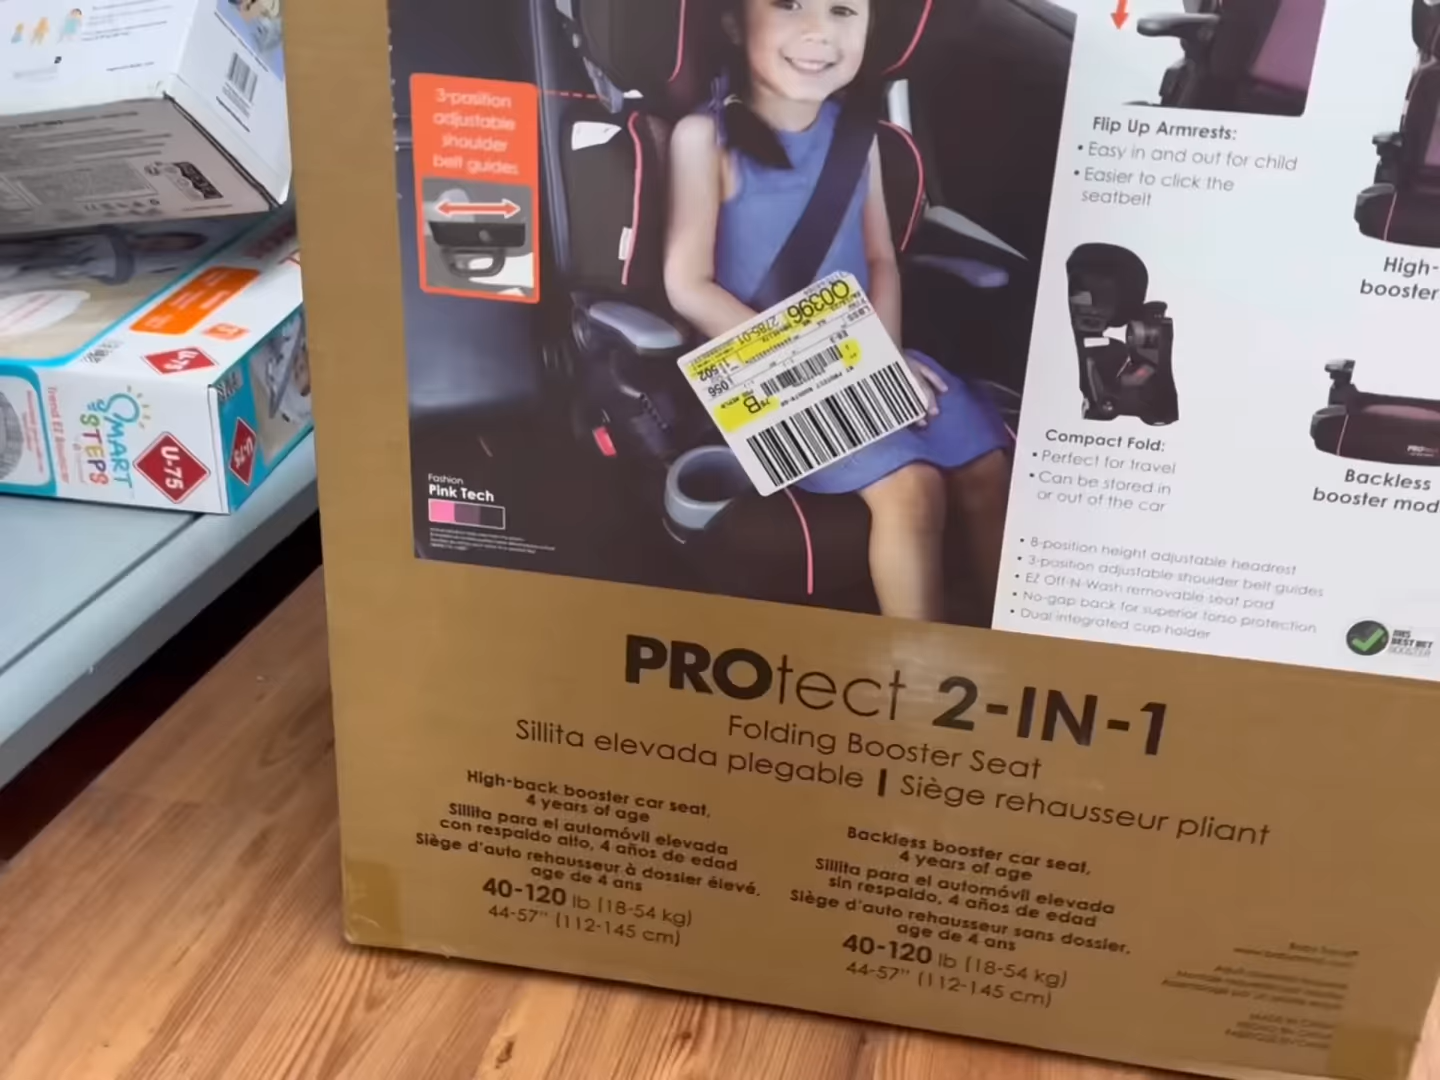 3-position
adjustable
shoulder
belt guides
Flip Up Armrests:
• Easy in and out for child
• Easier to click the
seatbelt
High-
booster
Compact Fold:
• Perfect for travel
• Can be stored in
or out of the car
Backless
booster mod
Fashion
Pink Tech
• 8-position height adjustable headrest
• 3-position adjustable shoulder belt guides
• EZ Off-N-Wash removable seat pad
• No-gap back for superior torso protection
• Dual integrated cup holder
Q0396
2785-01
11502
1056
B
U-75
SMART
STEPS
U-75
U-75
PROtect 2-IN-1
Folding Booster Seat
Sillita elevada plegable | Siège rehausseur pliant
High-back booster car seat,
4 years of age
Sillita para el automóvil elevada
con respaldo alto, 4 años de edad
Siège d'auto rehausseur à dossier élevé,
age de 4 ans
40-120 lb (18-54 kg)
44-57" (112-145 cm)
Backless booster car seat,
4 years of age
Sillita para el automóvil elevada
sin respaldo, 4 años de edad
Siège d'auto rehausseur sans dossier,
age de 4 ans
40-120 lb (18-54 kg)
44-57" (112-145 cm)